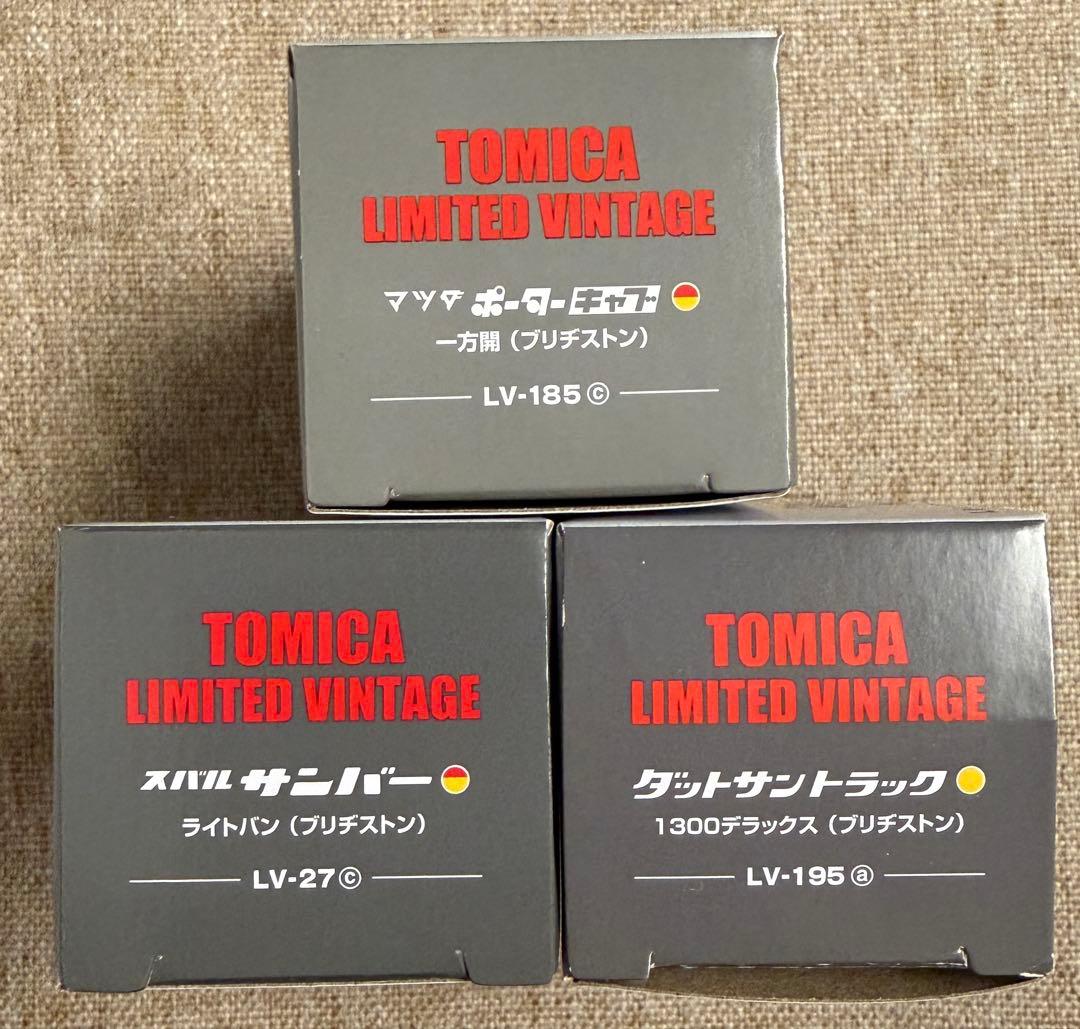 TOMICA
LIMITED VINTAGE
マツダ ポーターキャブ
一方開（ブリヂストン）
LV-185 ⓒ
TOMICA
LIMITED VINTAGE
スバル サンバー
ライトバン（ブリヂストン）
LV-27 ⓒ
TOMICA
LIMITED VINTAGE
ダットサン トラック
1300デラックス（ブリヂストン）
LV-195 ⓐ